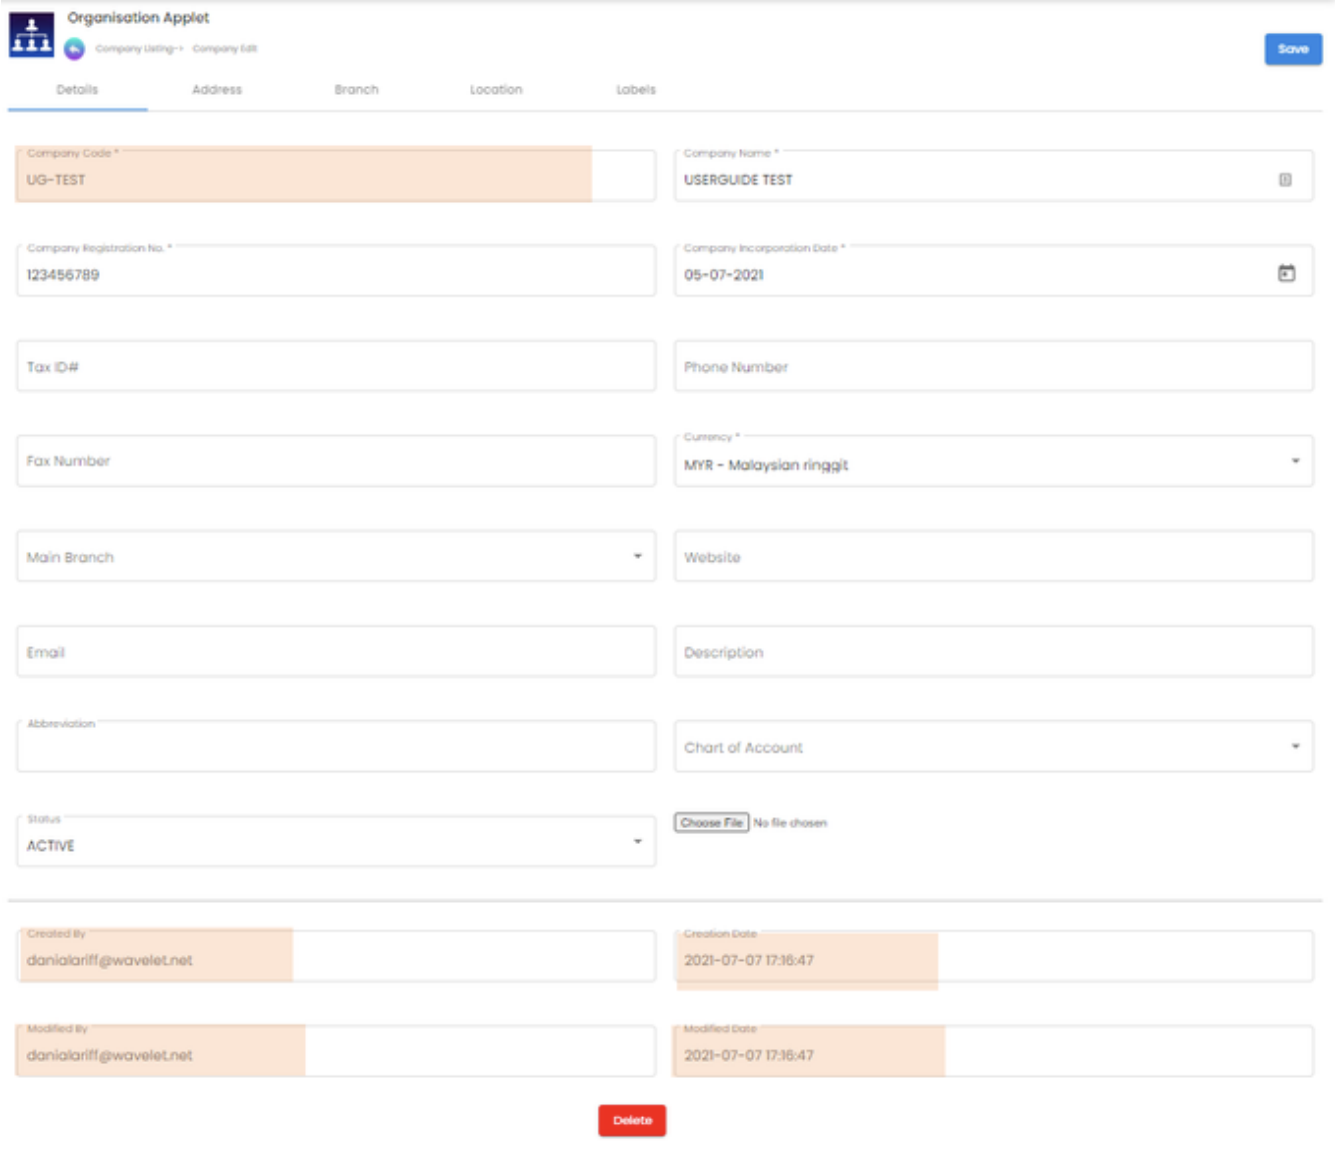 Organisation Applet
Company Listing-> Company Edit
Save
Details Address Branch Location Labels
Company Code * Company Name *
UG-TEST USERGUIDE TEST
Company Registration No. * Company Incorporation Date *
123456789 05-07-2021
Tax ID# Phone Number
Fax Number Currency *
MYR - Malaysian ringgit
Main Branch Website
Email Description
Abbreviation Chart of Account
Status Choose File No file chosen
ACTIVE
Created By Creation Date
danialariff@wavelet.net 2021-07-07 17:16:47
Modified By Modified Date
danialariff@wavelet.net 2021-07-07 17:16:47
Delete